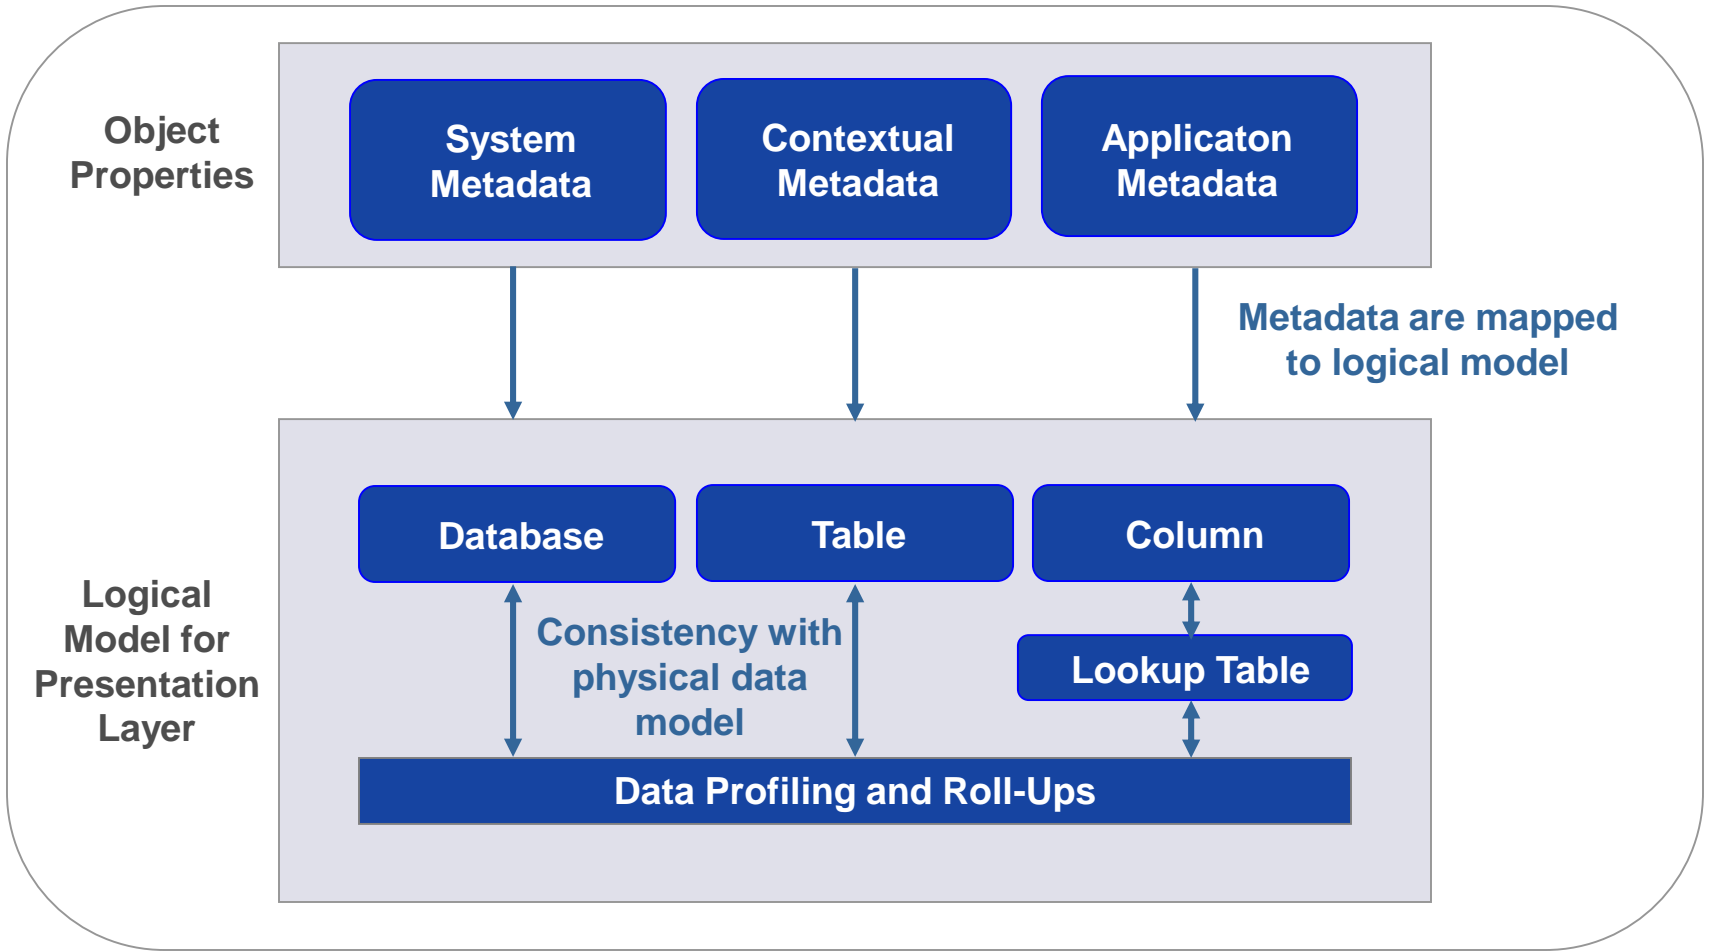 Object
Properties
System
Metadata
Contextual
Metadata
Applicaton
Metadata
Metadata are mapped
to logical model
Logical
Model for
Presentation
Layer
Database
Table
Column
Consistency with
physical data
model
Lookup Table
Data Profiling and Roll-Ups